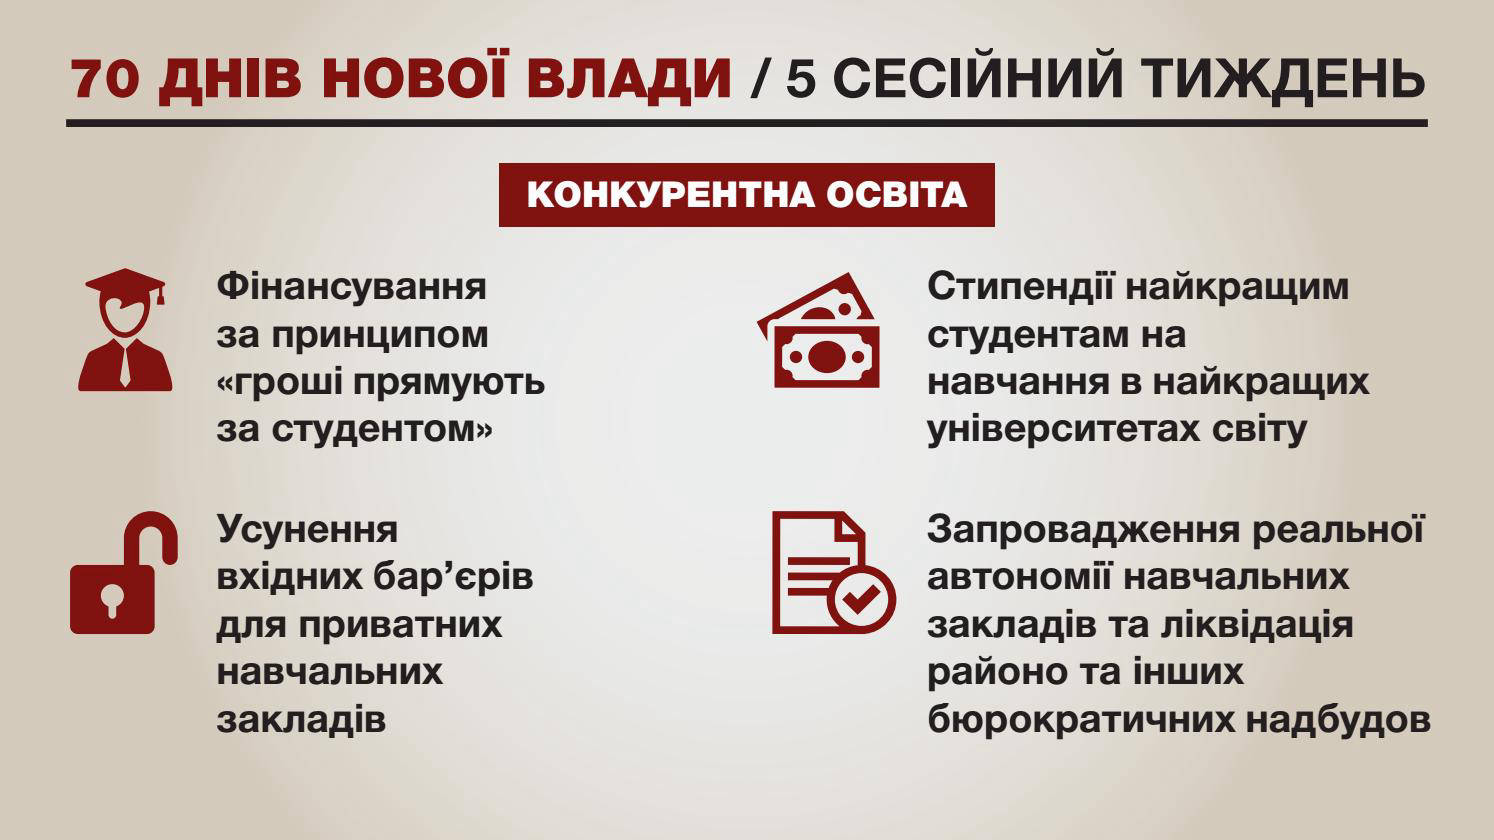 70 ДНІВ НОВОЇ ВЛАДИ / 5 СЕСІЙНИЙ ТИЖДЕНЬ
КОНКУРЕНТНА ОСВІТА
Фінансування
за принципом
«гроші прямують
за студентом»
Стипендії найкращим
студентам на
навчання в найкращих
університетах світу
Усунення
вхідних бар’єрів
для приватних
навчальних
закладів
Запровадження реальної
автономії навчальних
закладів та ліквідація
районо та інших
бюрократичних надбудов